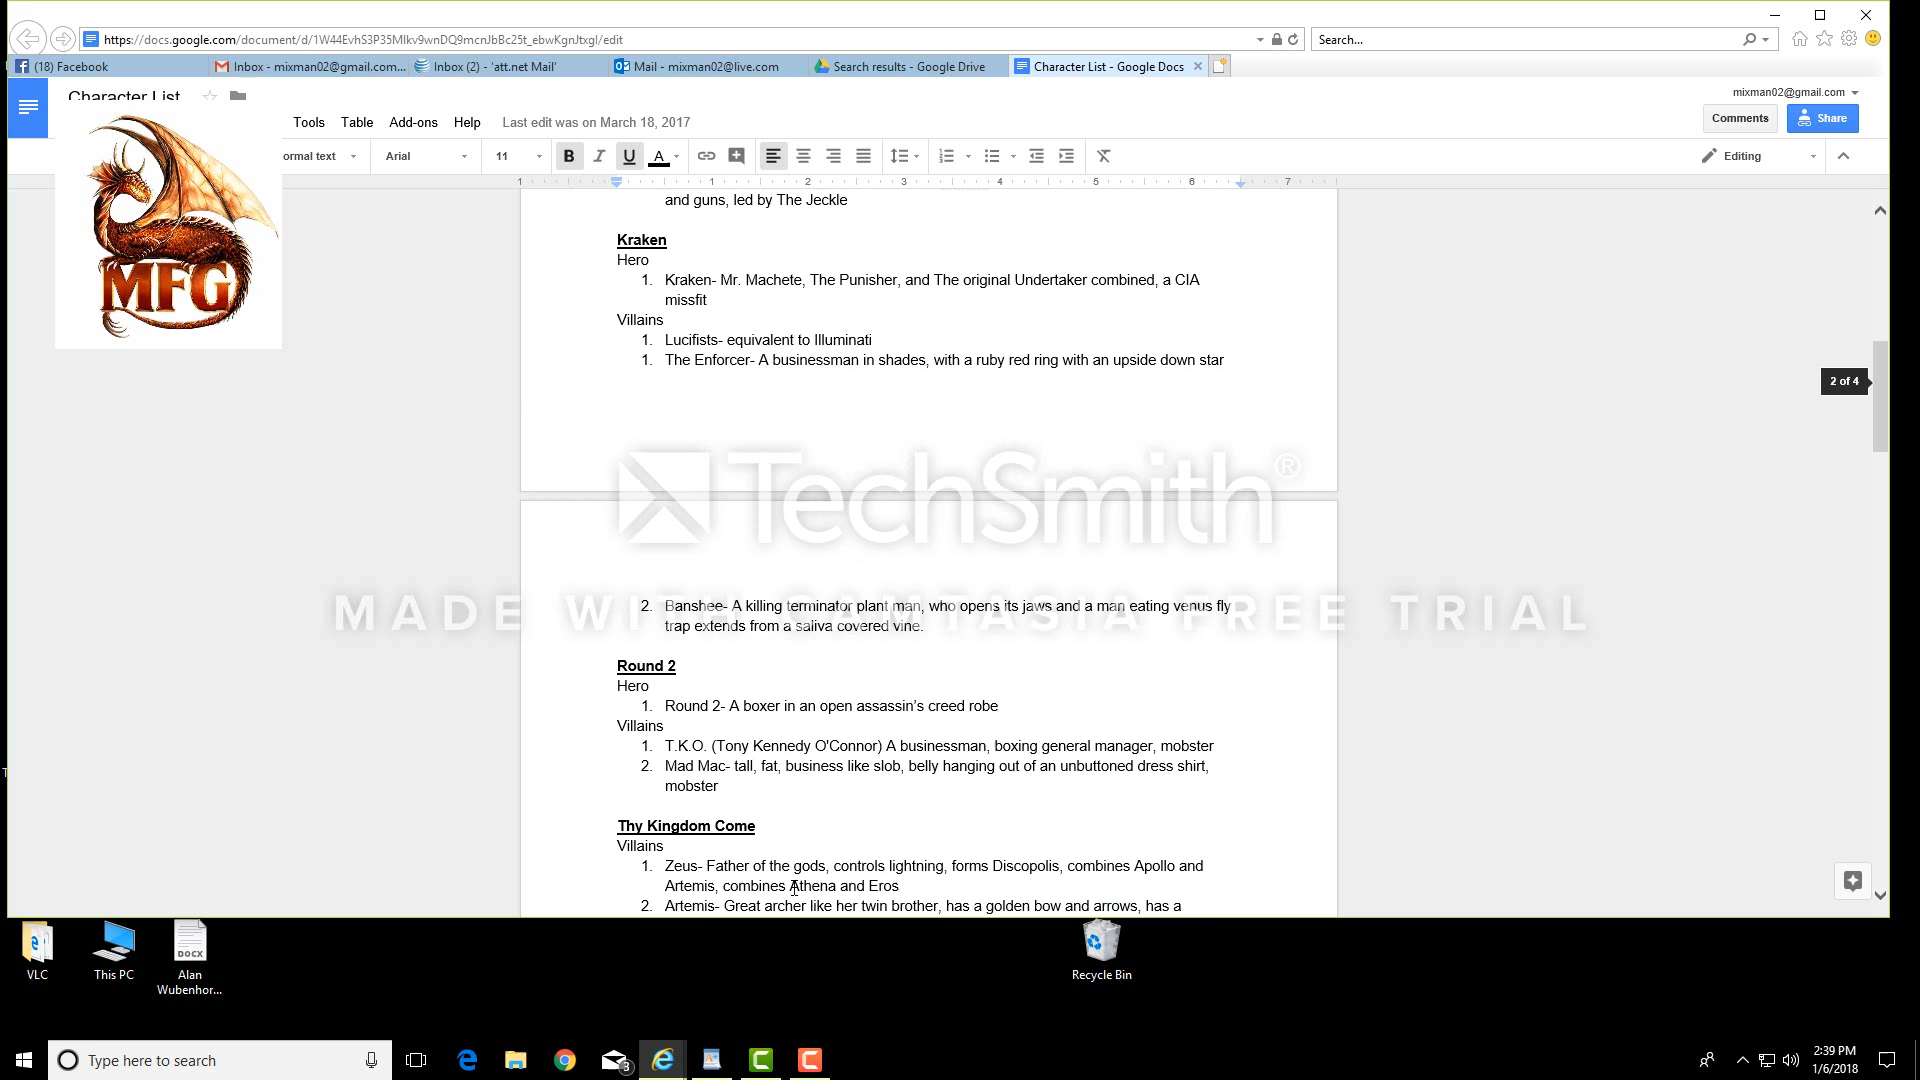 https://docs.google.com/document/d/1W44EvhS3P35MIkv9wnDQ9mcnJbBc25t_ebwKgnJtxgI/edit
Search...
(18) Facebook
Inbox - mixman02@gmail.com...
Inbox (2) - 'att.net Mail'
Mail - mixman02@live.com
Search results - Google Drive
Character List - Google Docs
Character List
mixman02@gmail.com
Tools Table Add-ons Help Last edit was on March 18, 2017
Comments
Share
ormal text Arial 11 B I U A Editing
1 1 2 3 4 5 6 7
MFG
and guns, led by The Jeckle
Kraken
Hero
1. Kraken- Mr. Machete, The Punisher, and The original Undertaker combined, a CIA
missfit
Villains
1. Lucifists- equivalent to Illuminati
1. The Enforcer- A businessman in shades, with a ruby red ring with an upside down star
2 of 4
TechSmith®
MADE WITH CAMTASIA FREE TRIAL
2. Banshee- A killing terminator plant man, who opens its jaws and a man eating venus fly
trap extends from a saliva covered vine.
Round 2
Hero
1. Round 2- A boxer in an open assassin's creed robe
Villains
1. T.K.O. (Tony Kennedy O'Connor) A businessman, boxing general manager, mobster
2. Mad Mac- tall, fat, business like slob, belly hanging out of an unbuttoned dress shirt,
mobster
Thy Kingdom Come
Villains
1. Zeus- Father of the gods, controls lightning, forms Discopolis, combines Apollo and
Artemis, combines Athena and Eros
2. Artemis- Great archer like her twin brother, has a golden bow and arrows, has a
VLC
This PC
DOCX
Alan
Wubenhor...
Recycle Bin
Type here to search
3
2:39 PM
1/6/2018